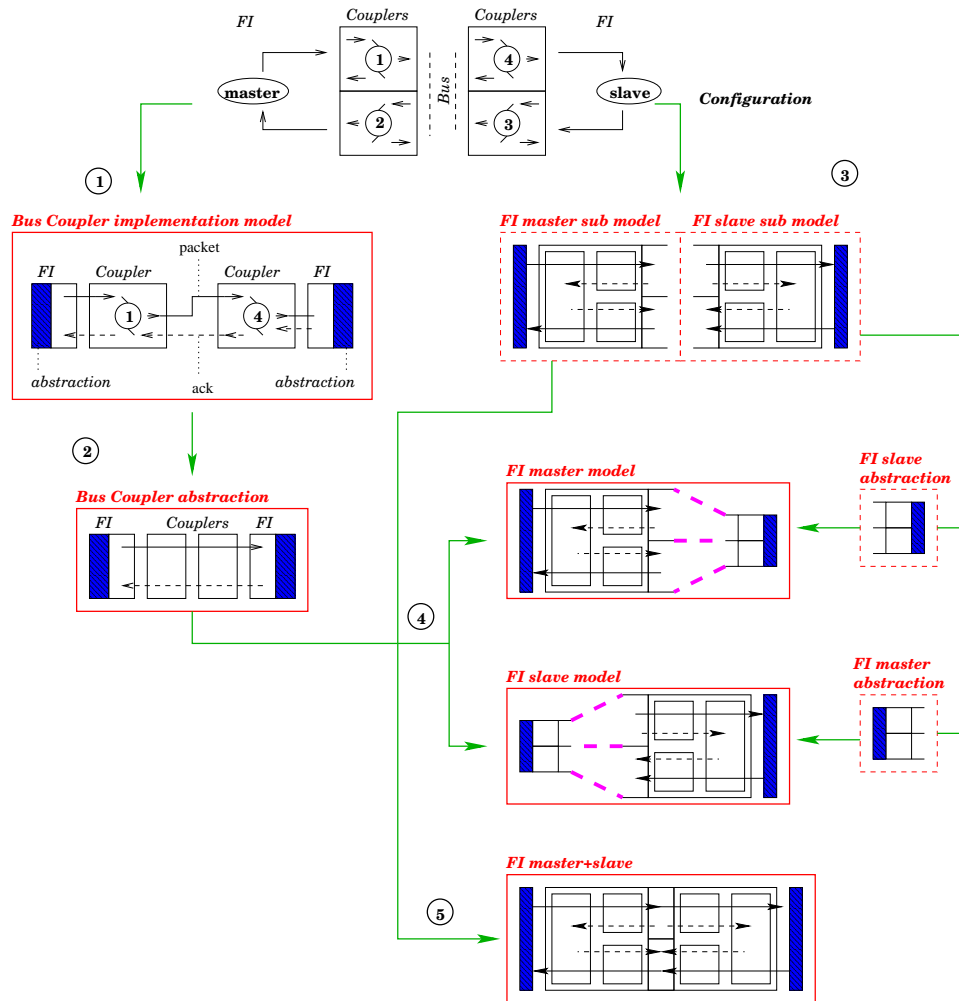 FI
Couplers
Couplers
FI
1
4
master
Bus
slave
Configuration
2
3
1
3
Bus Coupler implementation model
FI master sub model
FI slave sub model
packet
FI
Coupler
Coupler
FI
1
4
abstraction
ack
abstraction
2
FI master model
FI slave
abstraction
Bus Coupler abstraction
FI
Couplers
FI
4
FI slave model
FI master
abstraction
FI master+slave
5